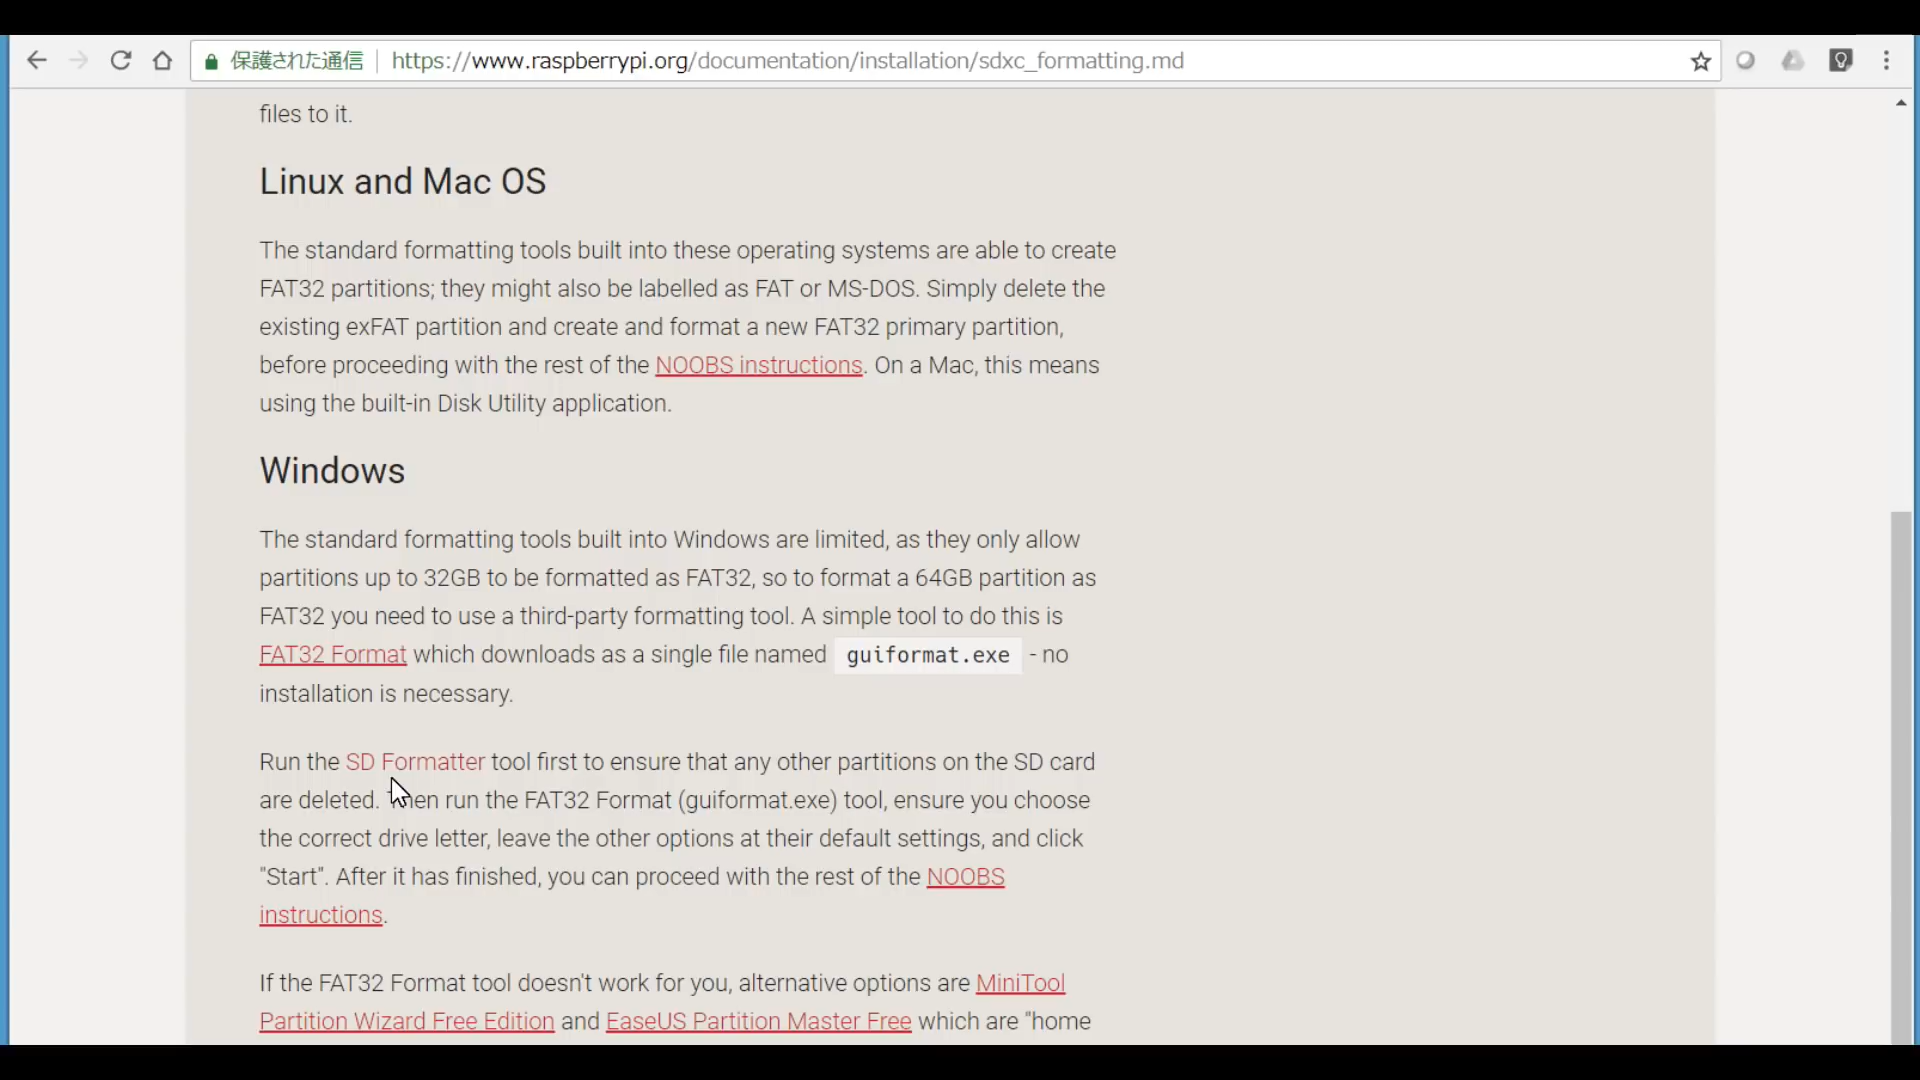 保護された通信 https://www.raspberrypi.org/documentation/installation/sdxc_formatting.md
files to it.
Linux and Mac OS
The standard formatting tools built into these operating systems are able to create
FAT32 partitions; they might also be labelled as FAT or MS-DOS. Simply delete the
existing exFAT partition and create and format a new FAT32 primary partition,
before proceeding with the rest of the NOOBS instructions. On a Mac, this means
using the built-in Disk Utility application.
Windows
The standard formatting tools built into Windows are limited, as they only allow
partitions up to 32GB to be formatted as FAT32, so to format a 64GB partition as
FAT32 you need to use a third-party formatting tool. A simple tool to do this is
FAT32 Format which downloads as a single file named guiformat.exe - no
installation is necessary.
Run the SD Formatter tool first to ensure that any other partitions on the SD card
are deleted. Then run the FAT32 Format (guiformat.exe) tool, ensure you choose
the correct drive letter, leave the other options at their default settings, and click
"Start". After it has finished, you can proceed with the rest of the NOOBS
instructions.
If the FAT32 Format tool doesn't work for you, alternative options are MiniTool
Partition Wizard Free Edition and EaseUS Partition Master Free which are "home